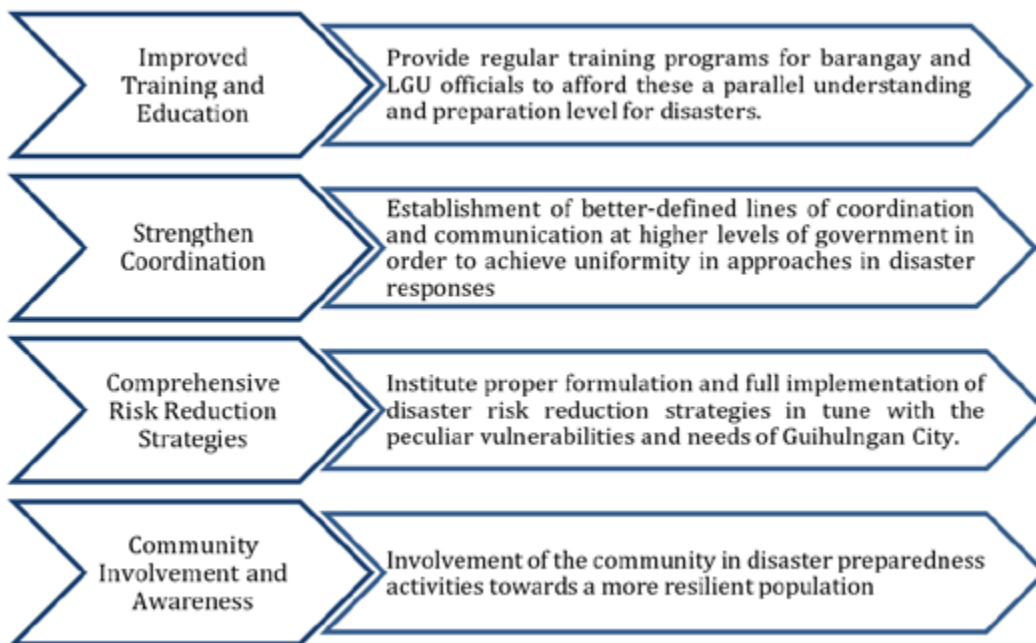 Improved
Training and
Education
Provide regular training programs for barangay and
LGU officials to afford these a parallel understanding
and preparation level for disasters.
Strengthen
Coordination
Establishment of better-defined lines of coordination
and communication at higher levels of government in
order to achieve uniformity in approaches in disaster
responses
Comprehensive
Risk Reduction
Strategies
Institute proper formulation and full implementation of
disaster risk reduction strategies in tune with the
peculiar vulnerabilities and needs of Guihulngan City.
Community
Involvement and
Awareness
Involvement of the community in disaster preparedness
activities towards a more resilient population